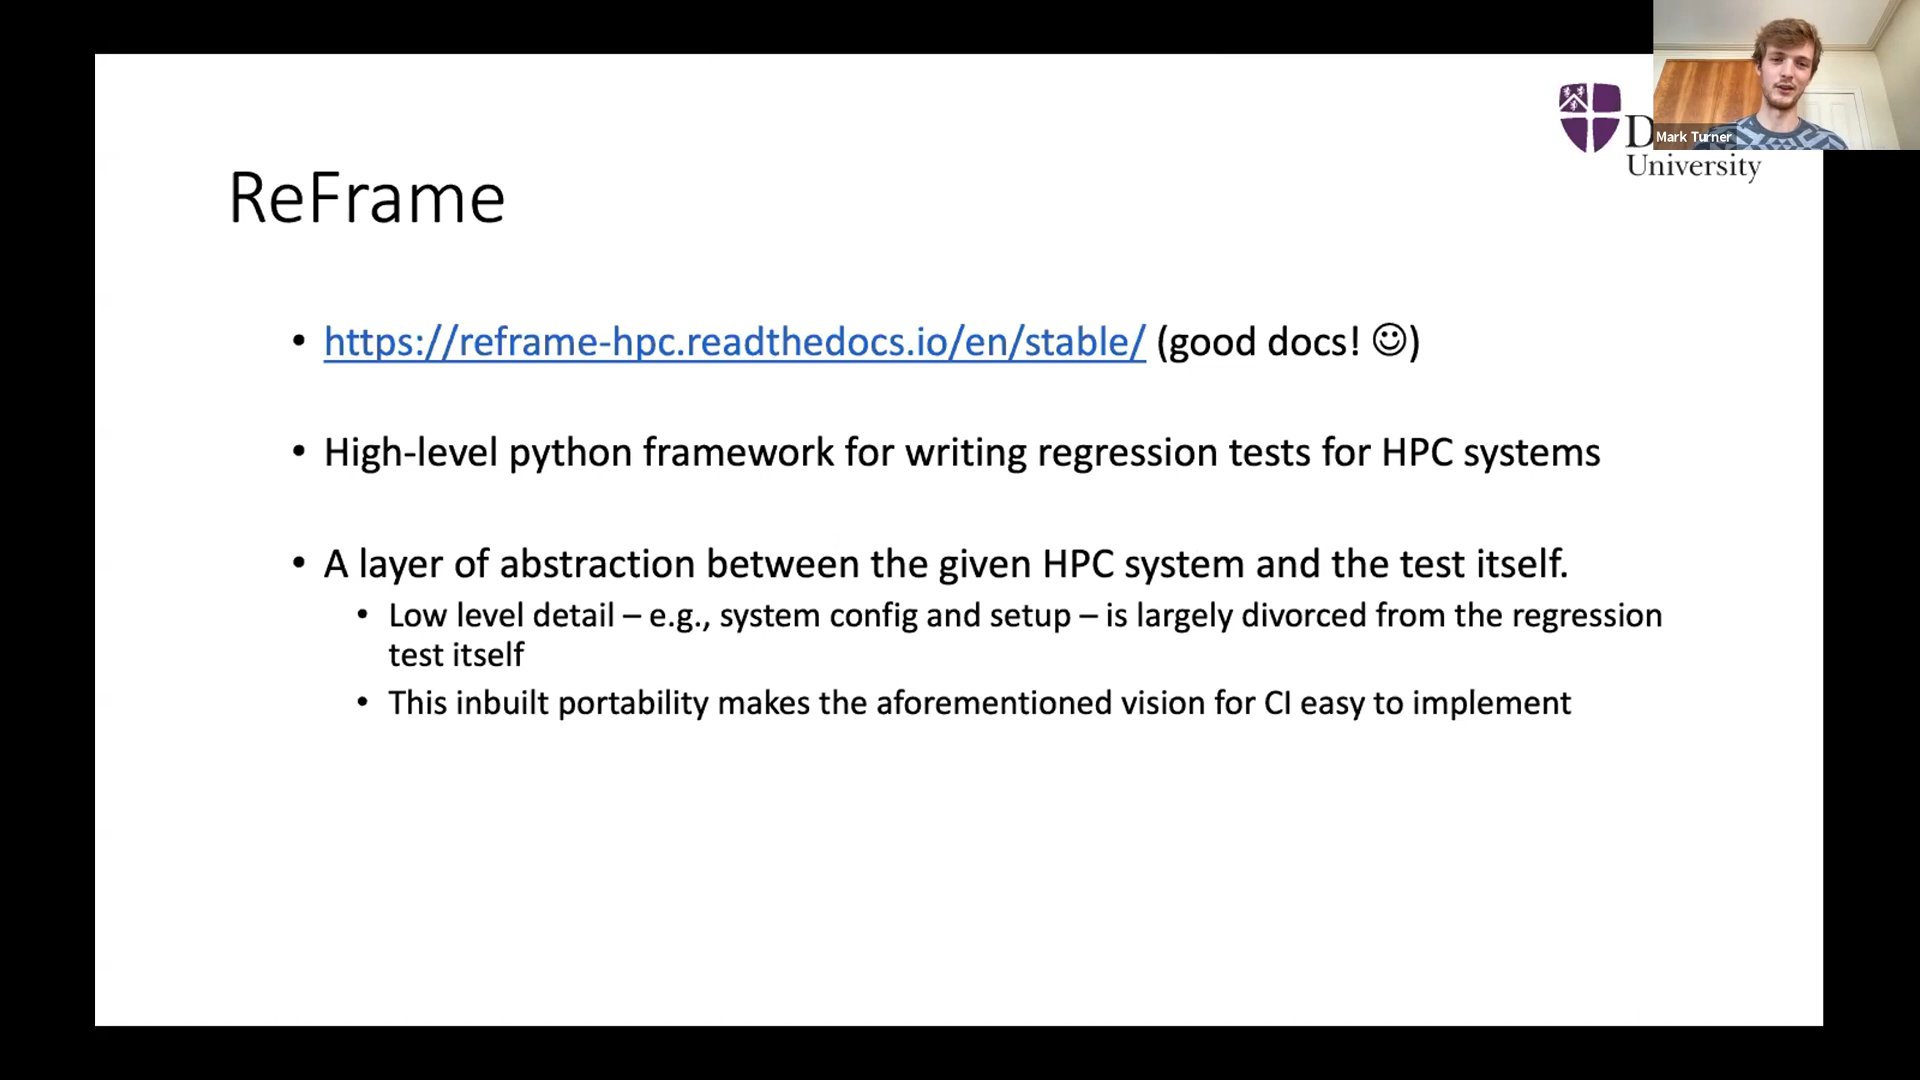 Mark Turner
University
ReFrame
• https://reframe-hpc.readthedocs.io/en/stable/ (good docs! ☺)
• High-level python framework for writing regression tests for HPC systems
• A layer of abstraction between the given HPC system and the test itself.
• Low level detail – e.g., system config and setup – is largely divorced from the regression
test itself
• This inbuilt portability makes the aforementioned vision for CI easy to implement